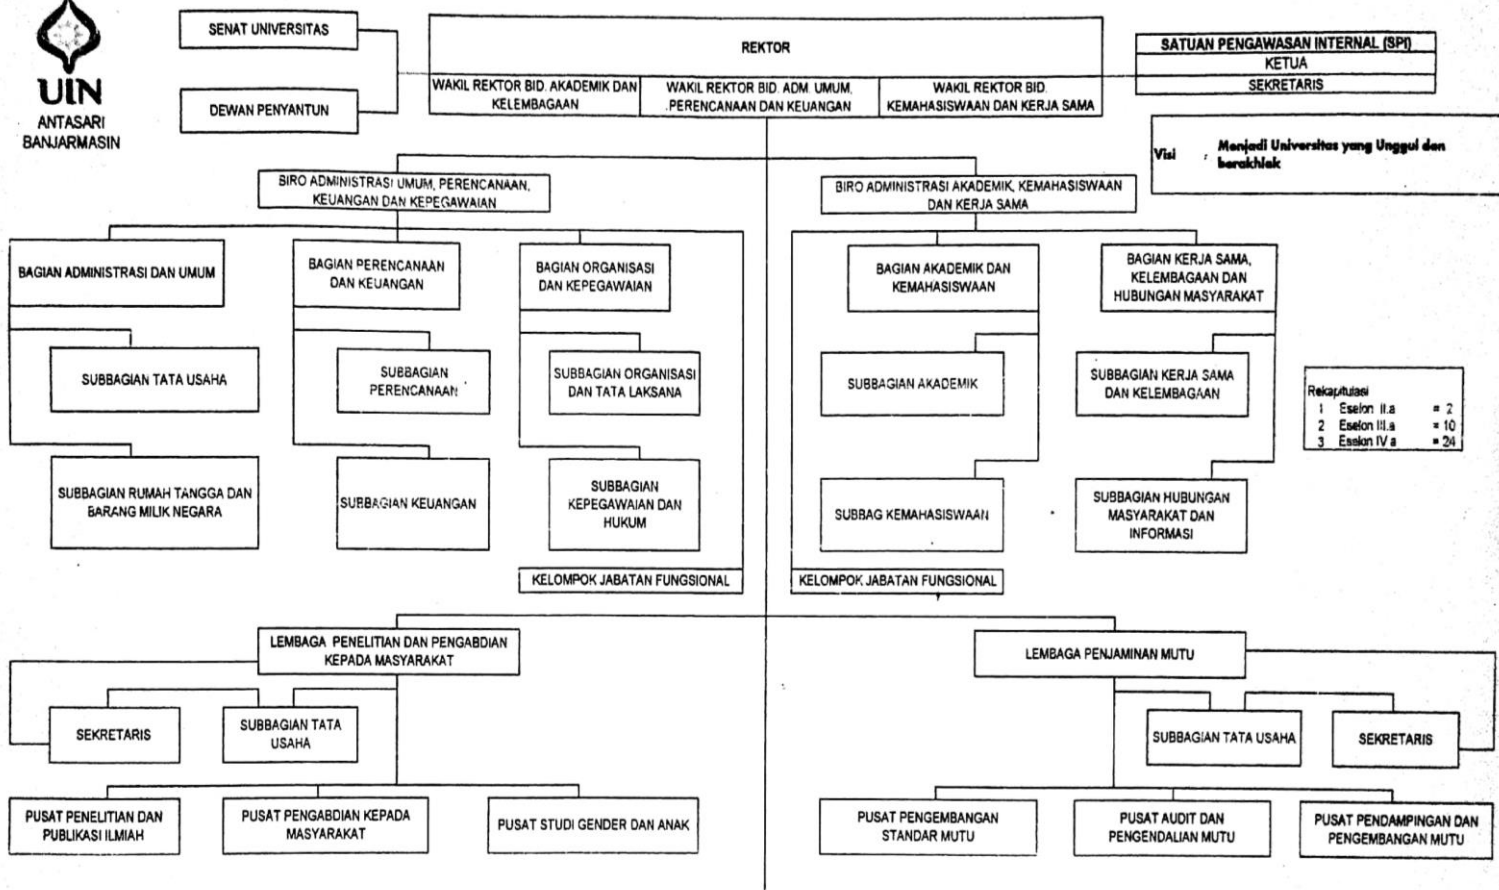 UIN
ANTASARI
BANJARMASIN
SENAT UNIVERSITAS
DEWAN PENYANTUN
REKTOR
WAKIL REKTOR BID. AKADEMIK DAN
KELEMBAGAAN
WAKIL REKTOR BID. ADM. UMUM,
PERENCANAAN DAN KEUANGAN
WAKIL REKTOR BID.
KEMAHASISWAAN DAN KERJA SAMA
SATUAN PENGAWASAN INTERNAL (SPI)
KETUA
SEKRETARIS
Visi : Menjadi Universitas yang Unggul dan
berakhlak
BIRO ADMINISTRASI UMUM, PERENCANAAN,
KEUANGAN DAN KEPEGAWAIAN
BIRO ADMINISTRASI AKADEMIK, KEMAHASISWAAN
DAN KERJA SAMA
BAGIAN ADMINISTRASI DAN UMUM
BAGIAN PERENCANAAN
DAN KEUANGAN
BAGIAN ORGANISASI
DAN KEPEGAWAIAN
BAGIAN AKADEMIK DAN
KEMAHASISWAAN
BAGIAN KERJA SAMA,
KELEMBAGAAN DAN
HUBUNGAN MASYARAKAT
SUBBAGIAN TATA USAHA
SUBBAGIAN
PERENCANAAN
SUBBAGIAN ORGANISASI
DAN TATA LAKSANA
SUBBAGIAN AKADEMIK
SUBBAGIAN KERJA SAMA
DAN KELEMBAGAAN
Rekapitulasi
1 Eselon II.a = 2
2 Eselon III.a = 10
3 Eselon IV a = 24
SUBBAGIAN RUMAH TANGGA DAN
BARANG MILIK NEGARA
SUBBAGIAN KEUANGAN
SUBBAGIAN
KEPEGAWAIAN DAN
HUKUM
SUBBAG KEMAHASISWAAN
SUBBAGIAN HUBUNGAN
MASYARAKAT DAN
INFORMASI
KELOMPOK JABATAN FUNGSIONAL
KELOMPOK JABATAN FUNGSIONAL
LEMBAGA PENELITIAN DAN PENGABDIAN
KEPADA MASYARAKAT
LEMBAGA PENJAMINAN MUTU
SEKRETARIS
SUBBAGIAN TATA
USAHA
SUBBAGIAN TATA USAHA
SEKRETARIS
PUSAT PENELITIAN DAN
PUBLIKASI ILMIAH
PUSAT PENGABDIAN KEPADA
MASYARAKAT
PUSAT STUDI GENDER DAN ANAK
PUSAT PENGEMBANGAN
STANDAR MUTU
PUSAT AUDIT DAN
PENGENDALIAN MUTU
PUSAT PENDAMPINGAN DAN
PENGEMBANGAN MUTU